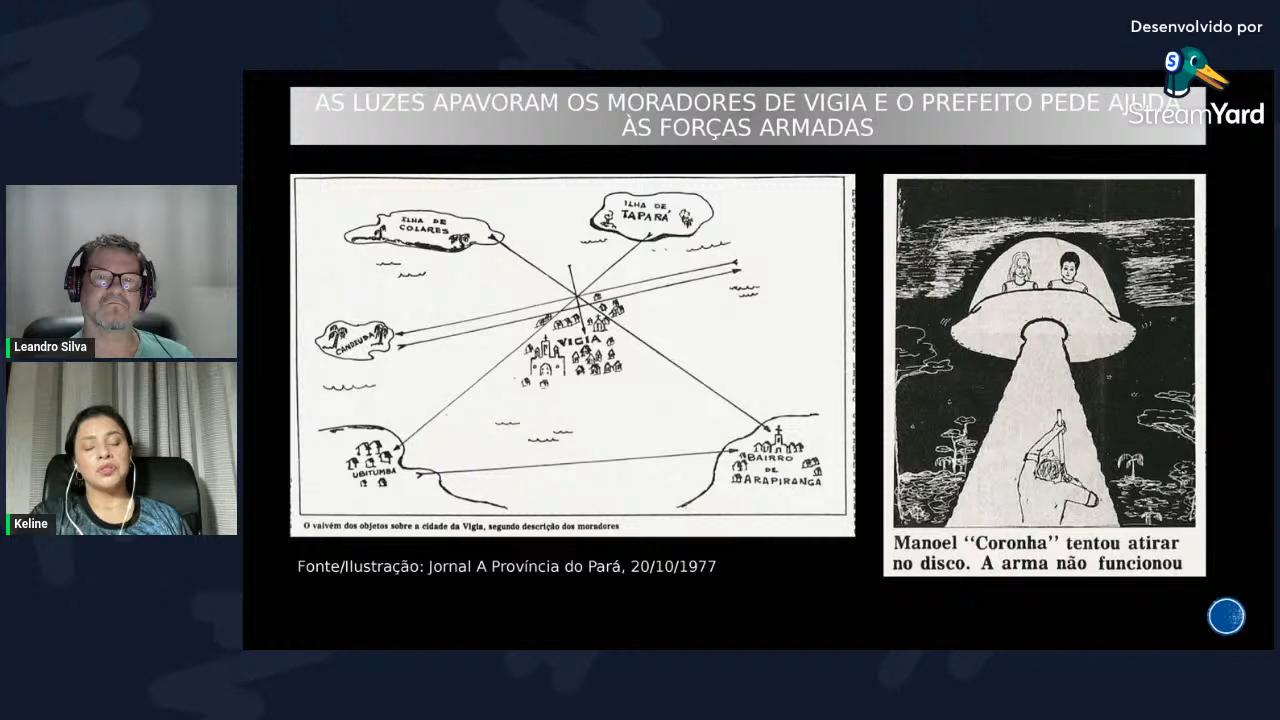 Desenvolvido por
StreamYard
AS LUZES APAVORAM OS MORADORES DE VIGIA E O PREFEITO PEDE AJUDA
ÀS FORÇAS ARMADAS
ILHA DE
COLARES
ILHA DE
TAPARÁ
CANDEUBA
VIGIA
UBITUMBA
BAIRRO
DE
ARAPIRANGA
O vaivém dos objetos sobre a cidade da Vigia, segundo descrição dos moradores
Fonte/Ilustração: Jornal A Província do Pará, 20/10/1977
Manoel “Coronha” tentou atirar
no disco. A arma não funcionou
Leandro Silva
Keline